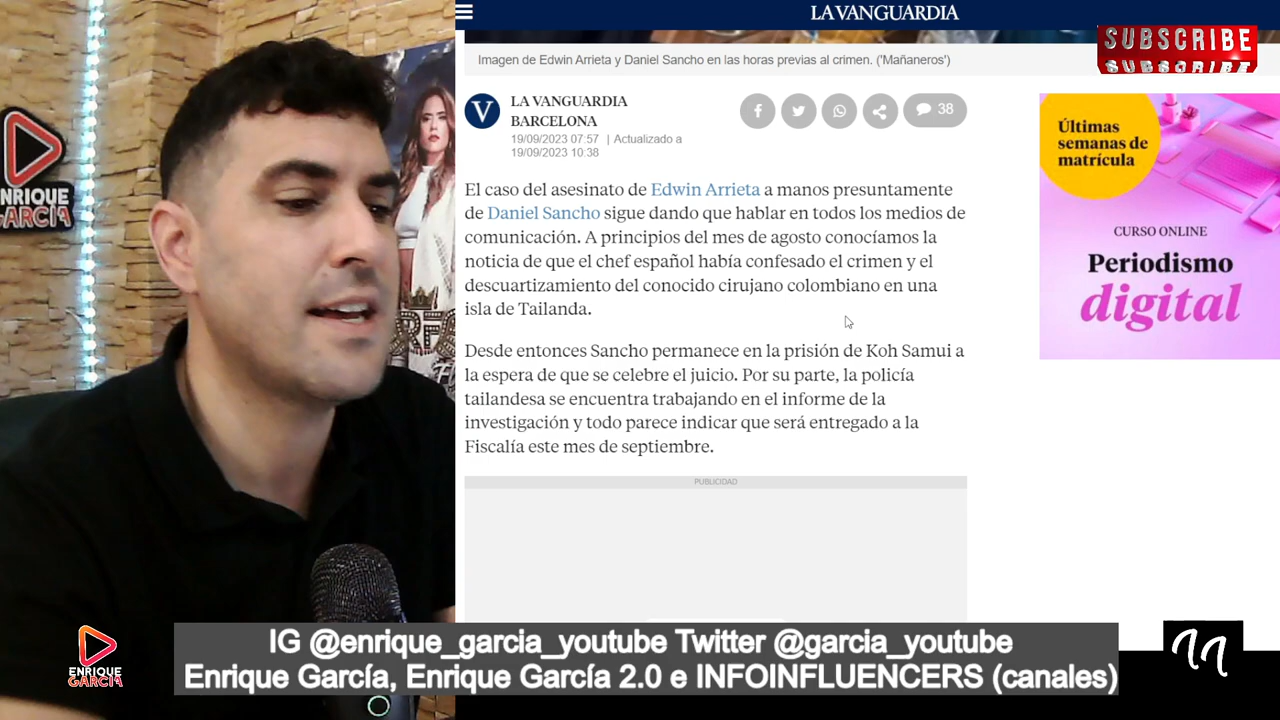 LA VANGUARDIA
SUBSCRIBE
SUBSCRIBE
Imagen de Edwin Arrieta y Daniel Sancho en las horas previas al crimen. ('Mañaneros')
LA VANGUARDIA
BARCELONA
19/09/2023 07:57 | Actualizado a
19/09/2023 10:38
38
El caso del asesinato de Edwin Arrieta a manos presuntamente
de Daniel Sancho sigue dando que hablar en todos los medios de
comunicación. A principios del mes de agosto conocíamos la
noticia de que el chef español había confesado el crimen y el
descuartizamiento del conocido cirujano colombiano en una
isla de Tailanda.
Desde entonces Sancho permanece en la prisión de Koh Samui a
la espera de que se celebre el juicio. Por su parte, la policía
tailandesa se encuentra trabajando en el informe de la
investigación y todo parece indicar que será entregado a la
Fiscalía este mes de septiembre.
PUBLICIDAD
Últimas
semanas de
matrícula
CURSO ONLINE
Periodismo
digital
V
ENRIQUE
GARCÍA
IG @enrique_garcia_youtube Twitter @garcia_youtube
Enrique García, Enrique García 2.0 e INFOINFLUENCERS (canales)
ENRIQUE
GARCÍA